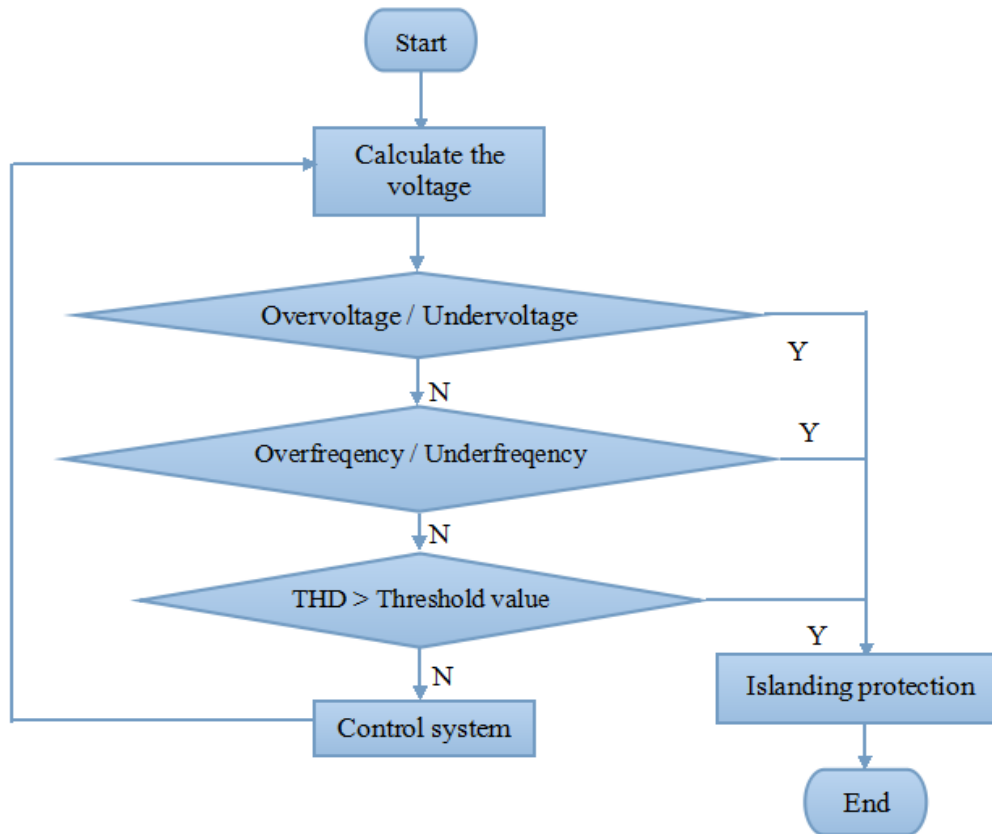 Start
Calculate the
voltage
Overvoltage / Undervoltage
Y
N
Overfreqency / Underfreqency
Y
N
THD > Threshold value
Y
N
Islanding protection
Control system
End